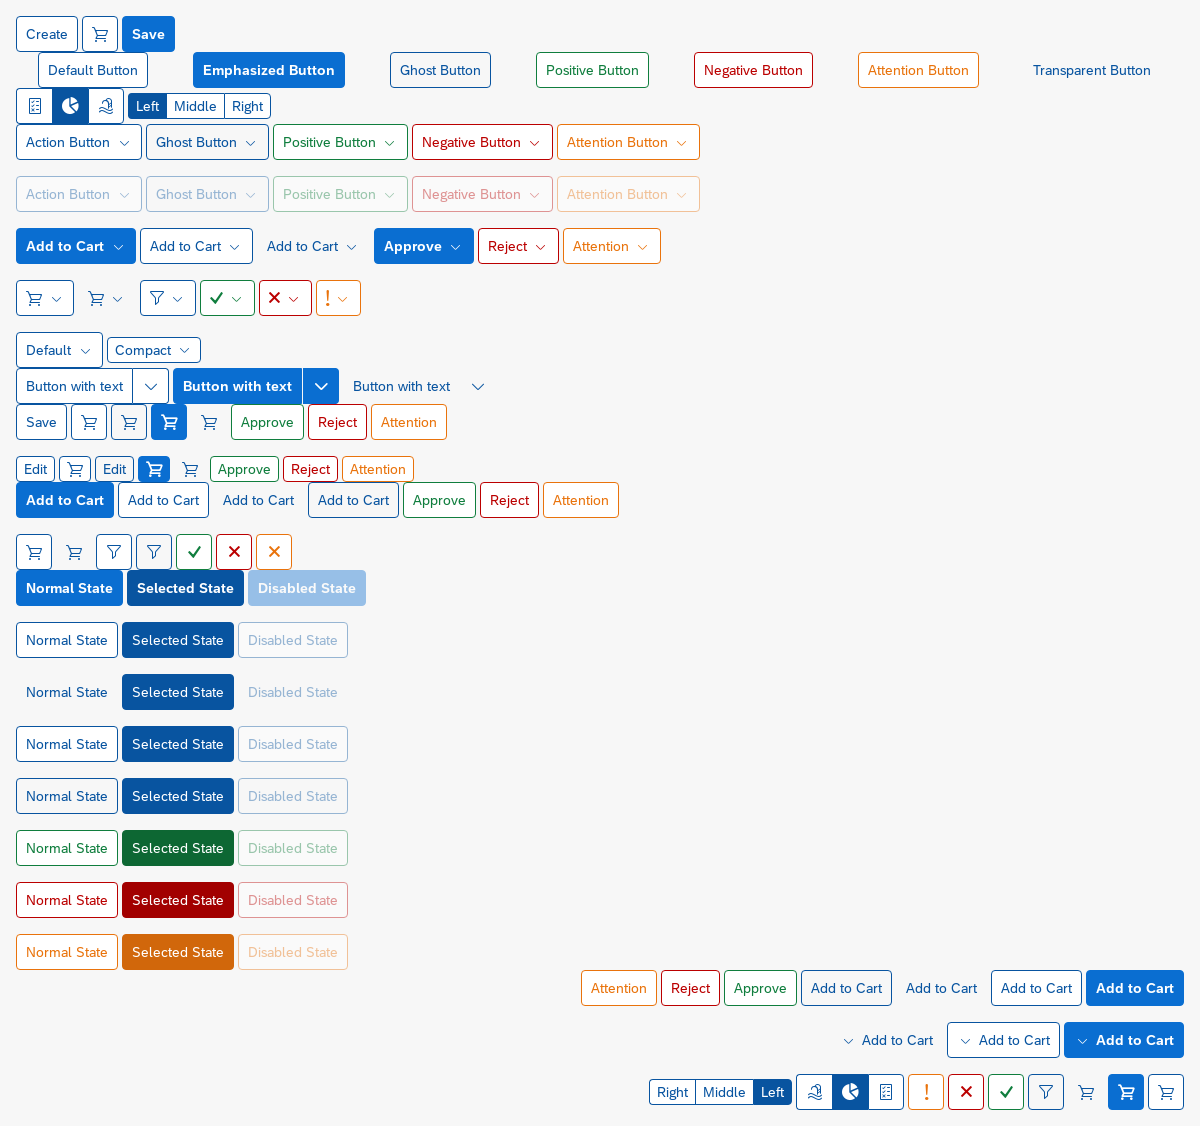 Create Save
Default Button Emphasized Button Ghost Button Positive Button Negative Button Attention Button Transparent Button
Left Middle Right
Action Button Ghost Button Positive Button Negative Button Attention Button
Action Button Ghost Button Positive Button Negative Button Attention Button
Add to Cart Add to Cart Add to Cart Approve Reject Attention
Default Compact
Button with text Button with text Button with text
Save Approve Reject Attention
Edit Edit Approve Reject Attention
Add to Cart Add to Cart Add to Cart Add to Cart Approve Reject Attention
Normal State Selected State Disabled State
Normal State Selected State Disabled State
Normal State Selected State Disabled State
Normal State Selected State Disabled State
Normal State Selected State Disabled State
Normal State Selected State Disabled State
Normal State Selected State Disabled State
Normal State Selected State Disabled State
Attention Reject Approve Add to Cart Add to Cart Add to Cart Add to Cart
Add to Cart Add to Cart Add to Cart
Right Middle Left